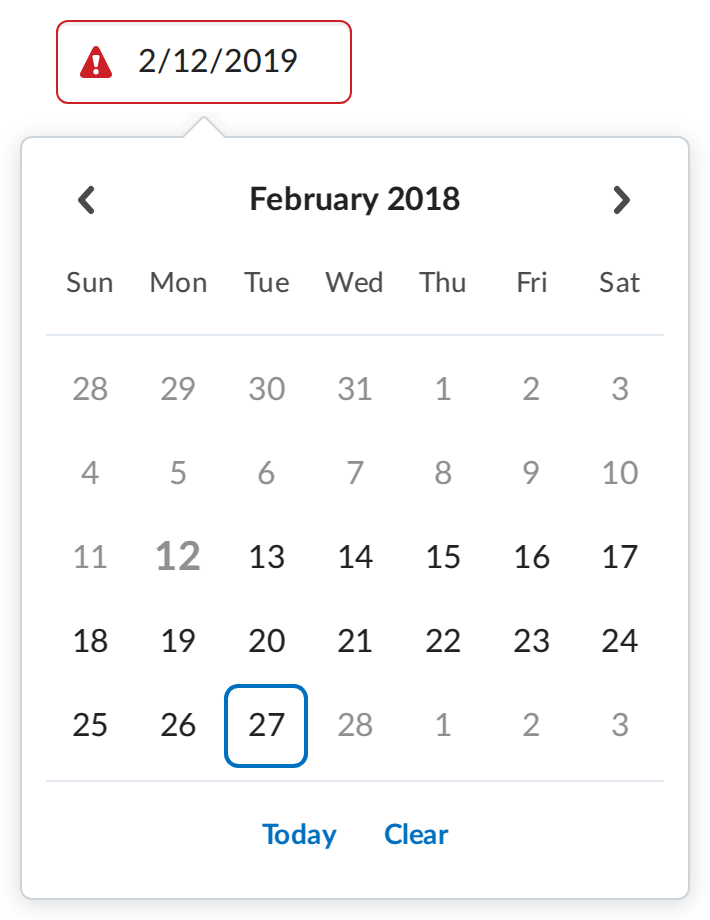 2/12/2019
February 2018
Sun Mon Tue Wed Thu Fri Sat
28 29 30 31 1 2 3
4 5 6 7 8 9 10
11 12 13 14 15 16 17
18 19 20 21 22 23 24
25 26 27 28 1 2 3
Today Clear